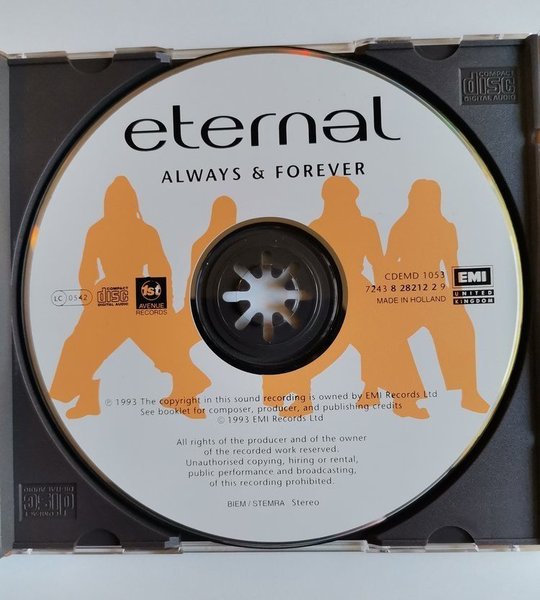 COMPACT
disc
DIGITAL AUDIO
eternal
ALWAYS & FOREVER
LC 0542
COMPACT
disc
DIGITAL AUDIO
1st
AVENUE
RECORDS
CDEMD 1053
7243 8 28212 2 9
MADE IN HOLLAND
EMI
UNITED
KINGDOM
℗ 1993 The copyright in this sound recording is owned by EMI Records Ltd
See booklet for composer, producer, and publishing credits
© 1993 EMI Records Ltd
All rights of the producer and of the owner
of the recorded work reserved.
Unauthorised copying, hiring or rental,
public performance and broadcasting,
of this recording prohibited.
BIEM / STEMRA Stereo
COMPACT
disc
DIGITAL AUDIO